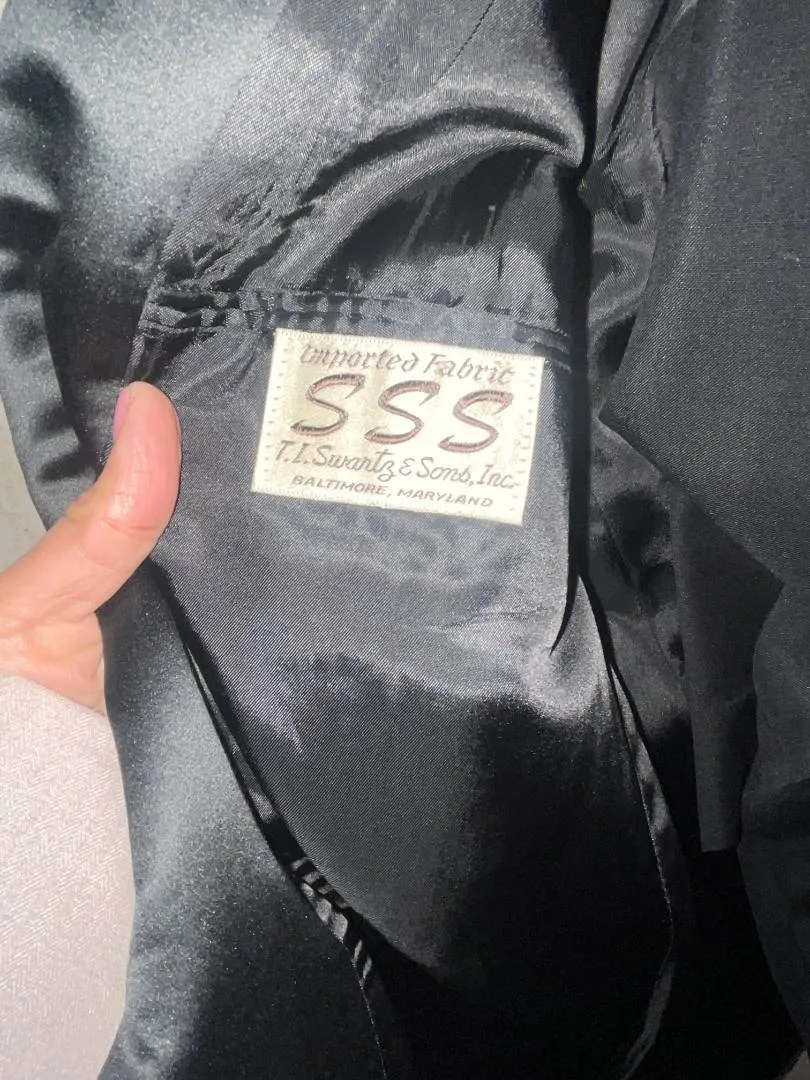 Imported Fabric
SSS
T.I. Swartz & Sons, Inc.
BALTIMORE, MARYLAND